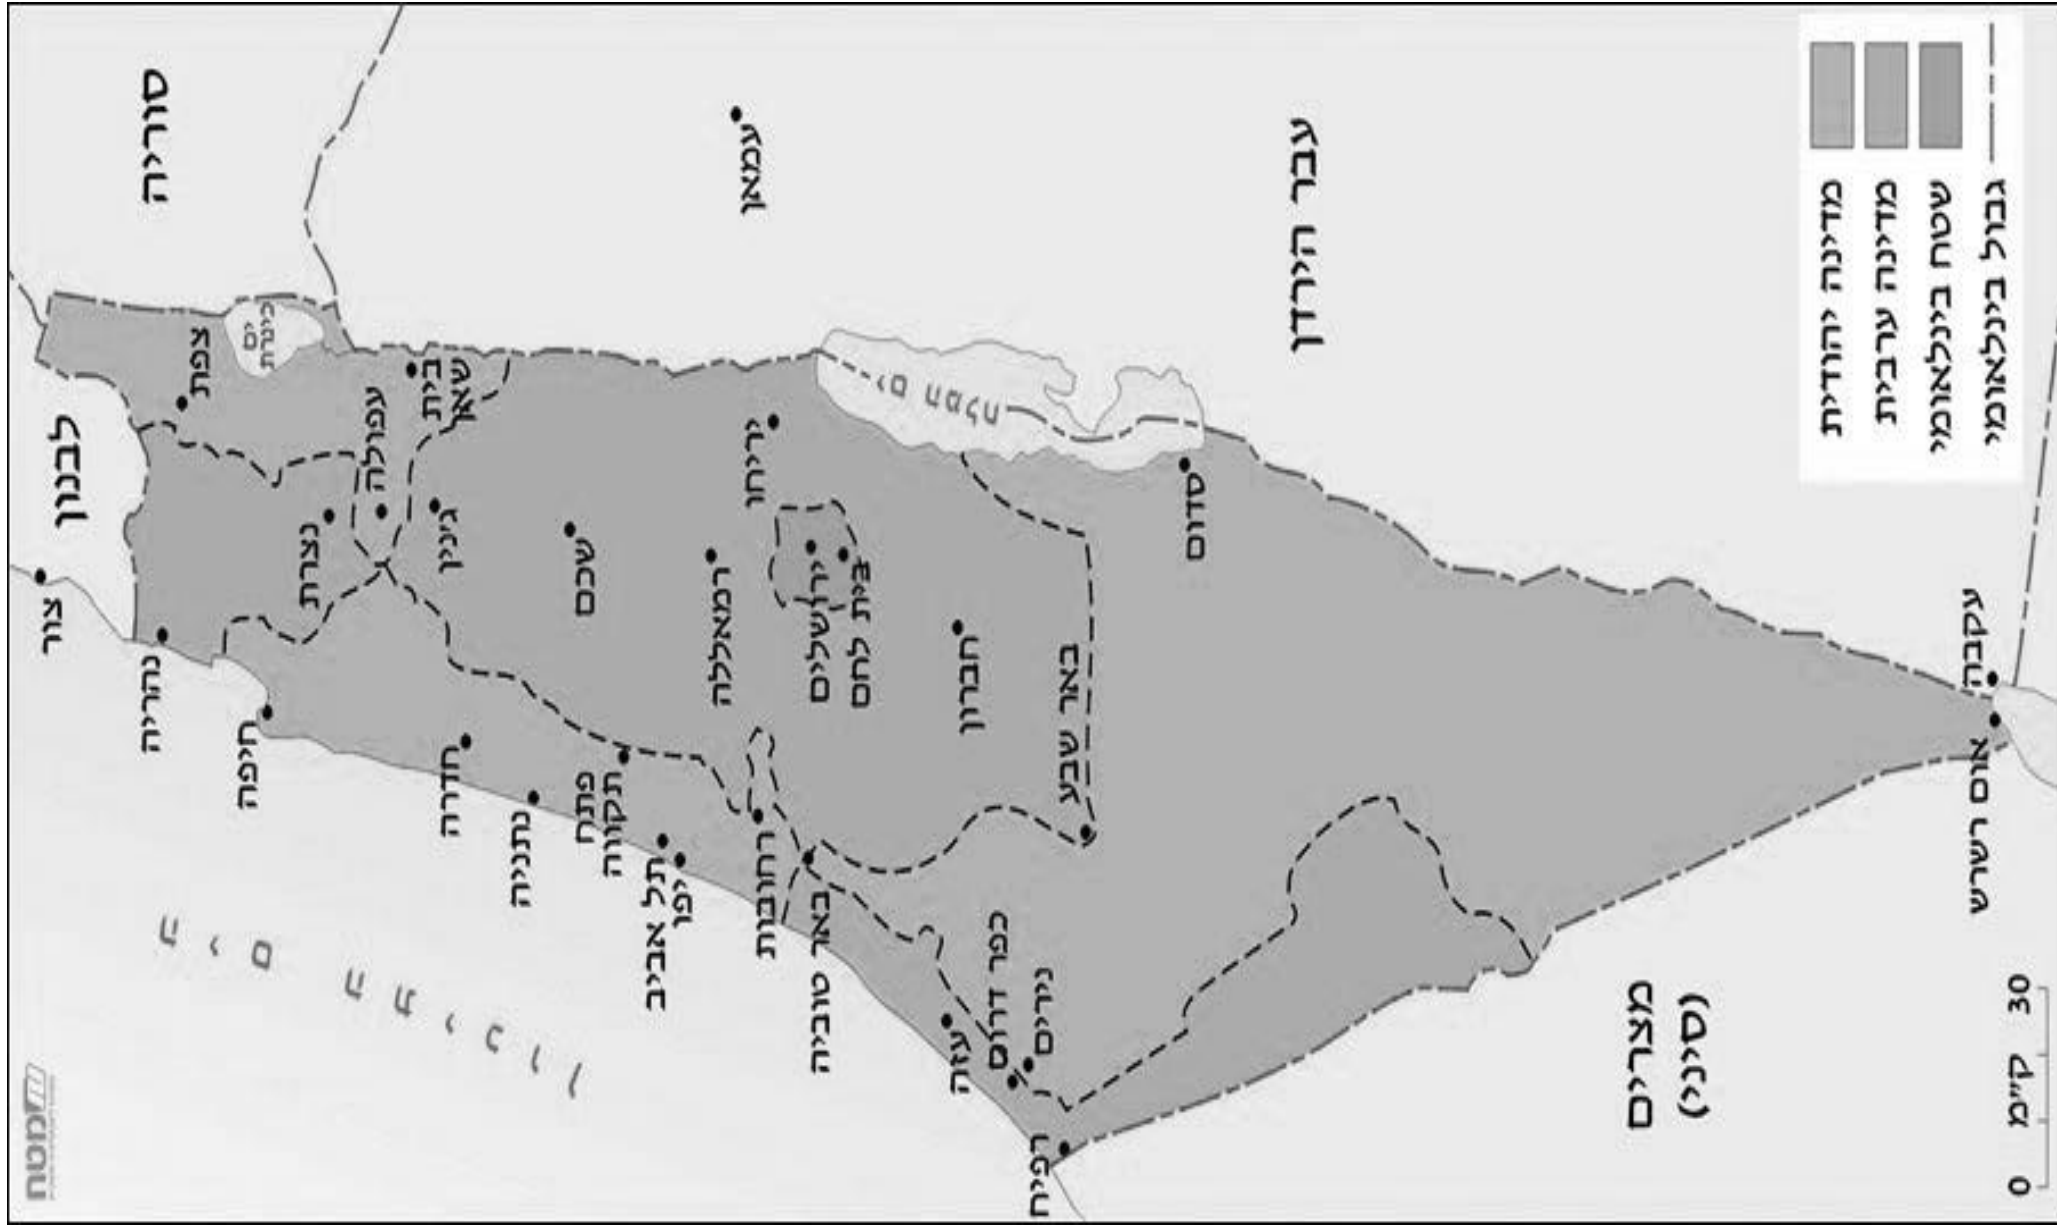 צור
לבנון
סוריה
נהריה
צפת
ים
כינרת
חיפה
נצרת
עפולה
בית
שאן
ג'נין
חדרה
נתניה
שכם
פתח
תקווה
תל אביב
יפו
רמאללה
עמאן
יריחו
רחובות
ירושלים
בית לחם
באר טוביה
הים התיכון
חברון
ים המלח
עזה
כפר דרום
נירים
רפיח
באר שבע
סדום
עבר הירדן
מצרים
(סיני)
אום רשרש
עקבה
מדינה יהודית
מדינה ערבית
שטח בינלאומי
גבול בינלאומי
0 ק"מ 30